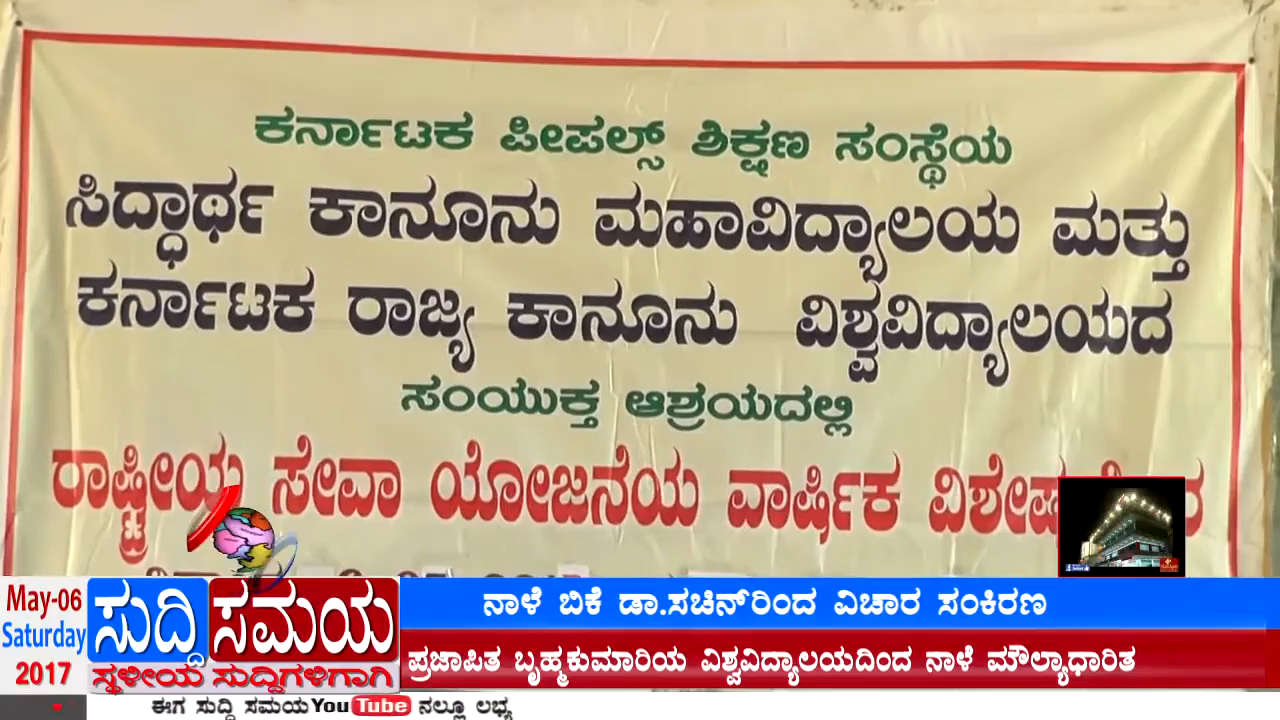 ಕರ್ನಾಟಕ ಪೀಪಲ್ಸ್ ಶಿಕ್ಷಣ ಸಂಸ್ಥೆಯ
ಸಿದ್ಧಾರ್ಥ ಕಾನೂನು ಮಹಾವಿದ್ಯಾಲಯ ಮತ್ತು
ಕರ್ನಾಟಕ ರಾಜ್ಯ ಕಾನೂನು ವಿಶ್ವವಿದ್ಯಾಲಯದ
ಸಂಯುಕ್ತ ಆಶ್ರಯದಲ್ಲಿ
ರಾಷ್ಟ್ರೀಯ ಸೇವಾ ಯೋಜನೆಯ ವಾರ್ಷಿಕ
May-06
Saturday
2017
ಸುದ್ದಿ ಸಮಯ
ಸ್ಥಳೀಯ ಸುದ್ದಿಗಳಿಗಾಗಿ
ನಾಳೆ ಬಿಕೆ ಡಾ.ಸಚಿನ್‌ರಿಂದ ವಿಚಾರ ಸಂಕಿರಣ
ಪ್ರಜಾಪಿತ ಬೃಹ್ಮಕುಮಾರಿಯ ವಿಶ್ವವಿದ್ಯಾಲಯದಿಂದ ನಾಳೆ ಮೌಲ್ಯಾಧಾರಿತ
ಈಗ ಸುದ್ದಿ ಸಮಯ YouTube ನಲ್ಲೂ ಲಭ್ಯ